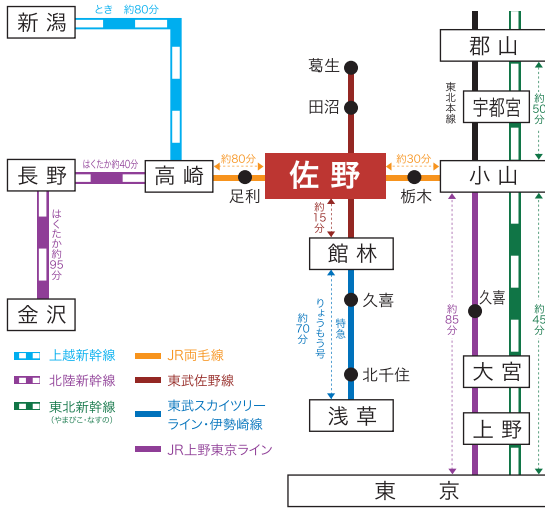 新 潟
とき 約80分
郡 山
葛生
田沼
東北本線
宇都宮
約50分
長 野
はくたか約40分
高 崎
約80分
足利
佐 野
約30分
栃木
小 山
はくたか約95分
約15分
館 林
金 沢
久喜
りょうもう号
特急
約70分
久喜
約85分
約45分
北千住
大 宮
浅 草
上 野
東 京
上越新幹線
北陸新幹線
東北新幹線
(やまびこ・なすの)
JR両毛線
東武佐野線
東武スカイツリー
ライン・伊勢崎線
JR上野東京ライン